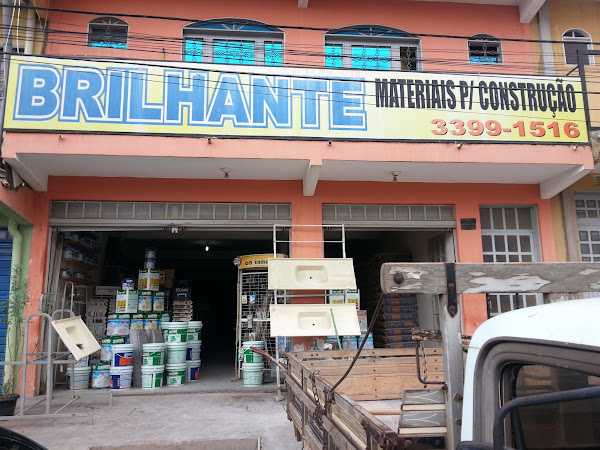 BRILHANTE
MATERIAIS P/ CONSTRUÇÃO
3399-1516